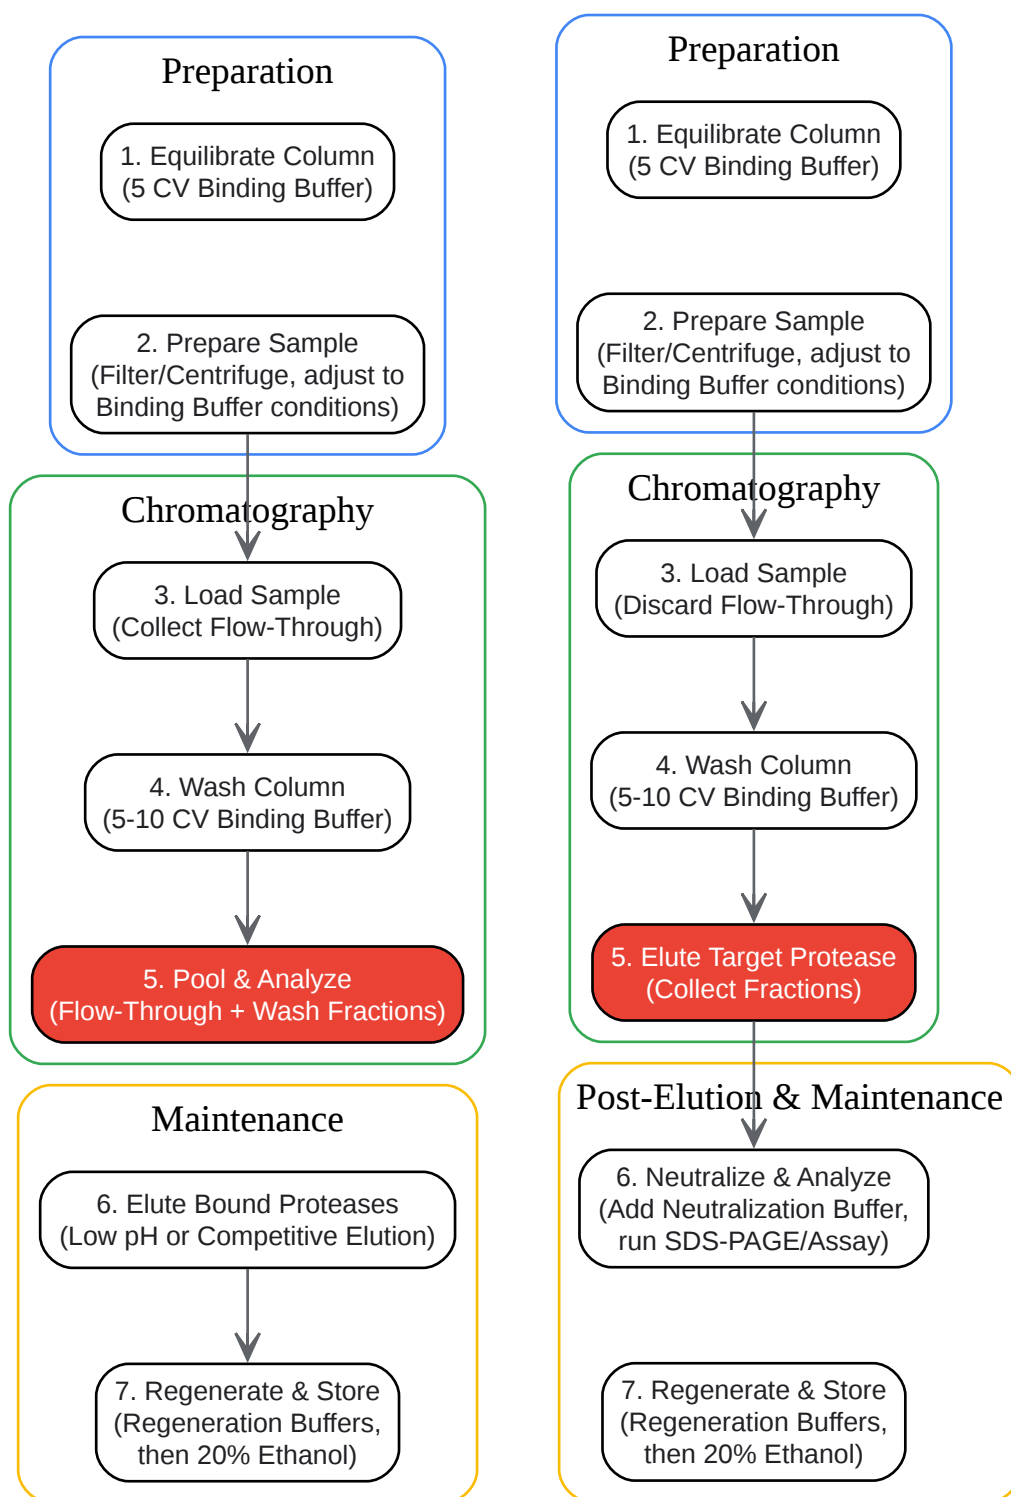 Preparation
1. Equilibrate Column
(5 CV Binding Buffer)
2. Prepare Sample
(Filter/Centrifuge, adjust to
Binding Buffer conditions)
Chromatography
3. Load Sample
(Collect Flow-Through)
4. Wash Column
(5-10 CV Binding Buffer)
5. Pool & Analyze
(Flow-Through + Wash Fractions)
Maintenance
6. Elute Bound Proteases
(Low pH or Competitive Elution)
7. Regenerate & Store
(Regeneration Buffers,
then 20% Ethanol)
Preparation
1. Equilibrate Column
(5 CV Binding Buffer)
2. Prepare Sample
(Filter/Centrifuge, adjust to
Binding Buffer conditions)
Chromatography
3. Load Sample
(Discard Flow-Through)
4. Wash Column
(5-10 CV Binding Buffer)
5. Elute Target Protease
(Collect Fractions)
Post-Elution & Maintenance
6. Neutralize & Analyze
(Add Neutralization Buffer,
run SDS-PAGE/Assay)
7. Regenerate & Store
(Regeneration Buffers,
then 20% Ethanol)